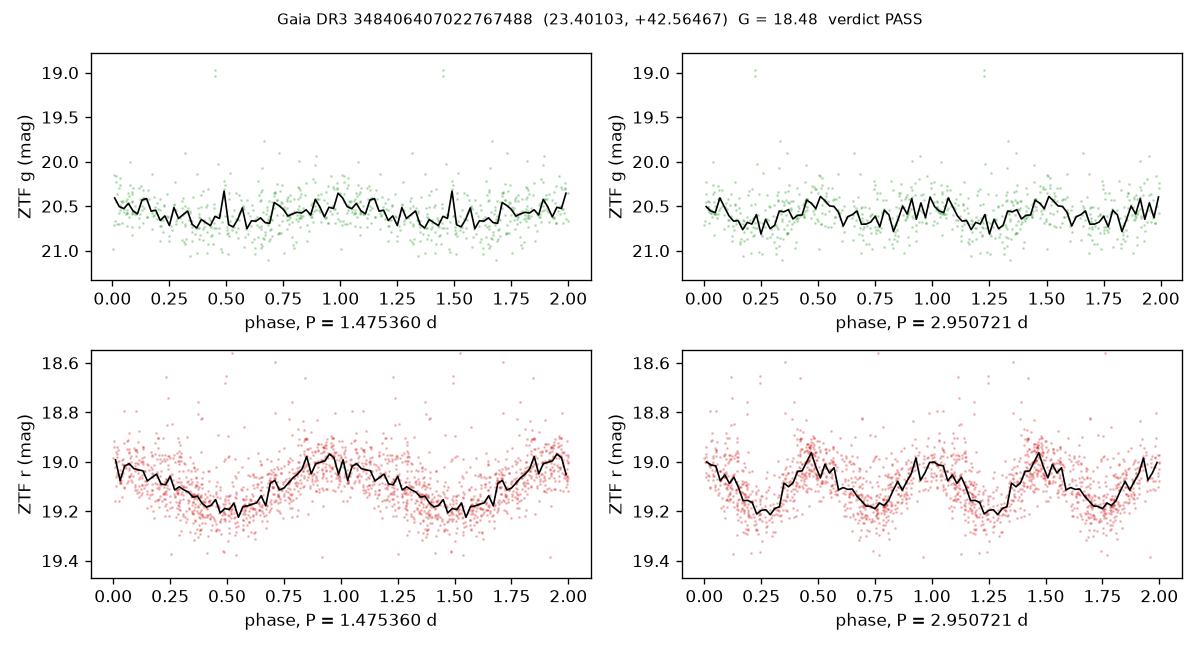 Gaia DR3 348406407022767488 (23.40103, +42.56467) G = 18.48 verdict PASS
ZTF g (mag)
19.0
19.5
20.0
20.5
21.0
0.00 0.25 0.50 0.75 1.00 1.25 1.50 1.75 2.00
phase, P = 1.475360 d
ZTF g (mag)
19.0
19.5
20.0
20.5
21.0
0.00 0.25 0.50 0.75 1.00 1.25 1.50 1.75 2.00
phase, P = 2.950721 d
ZTF r (mag)
18.6
18.8
19.0
19.2
19.4
0.00 0.25 0.50 0.75 1.00 1.25 1.50 1.75 2.00
phase, P = 1.475360 d
ZTF r (mag)
18.6
18.8
19.0
19.2
19.4
0.00 0.25 0.50 0.75 1.00 1.25 1.50 1.75 2.00
phase, P = 2.950721 d